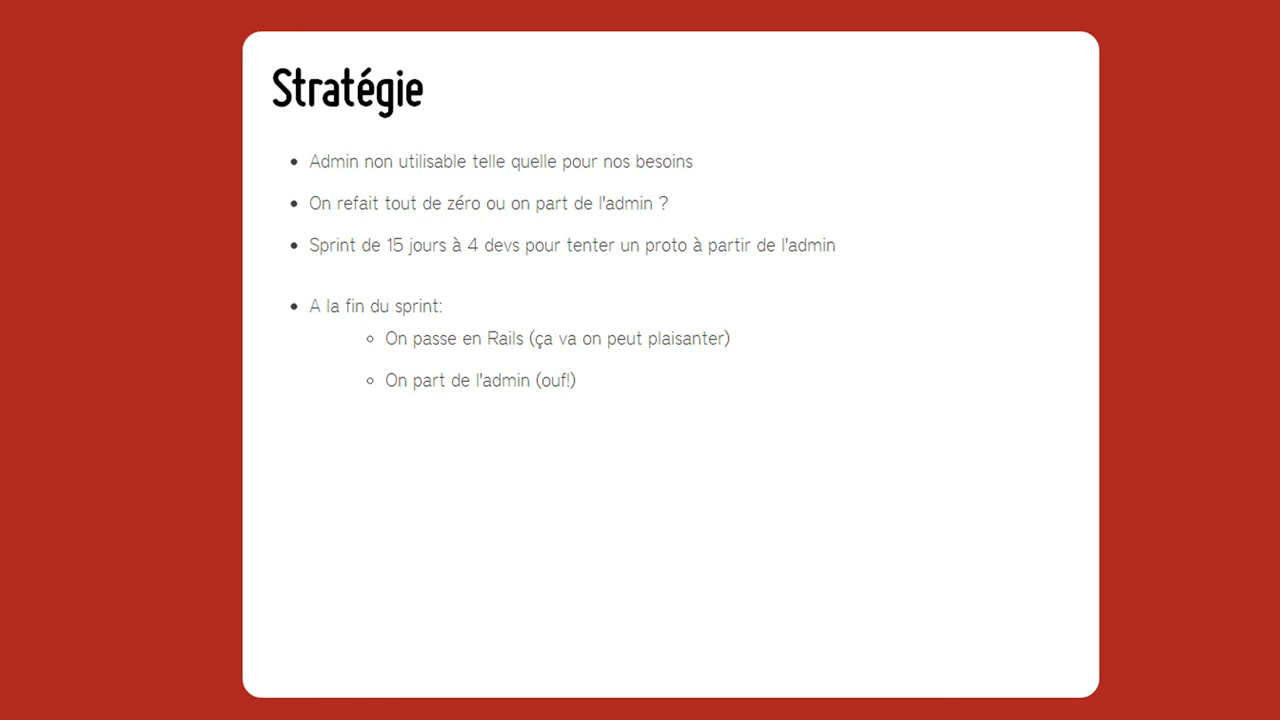 Stratégie
Admin non utilisable telle quelle pour nos besoins
On refait tout de zéro ou on part de l'admin ?
Sprint de 15 jours à 4 devs pour tenter un proto à partir de l'admin
A la fin du sprint:
On passe en Rails (ça va on peut plaisanter)
On part de l'admin (ouf!)